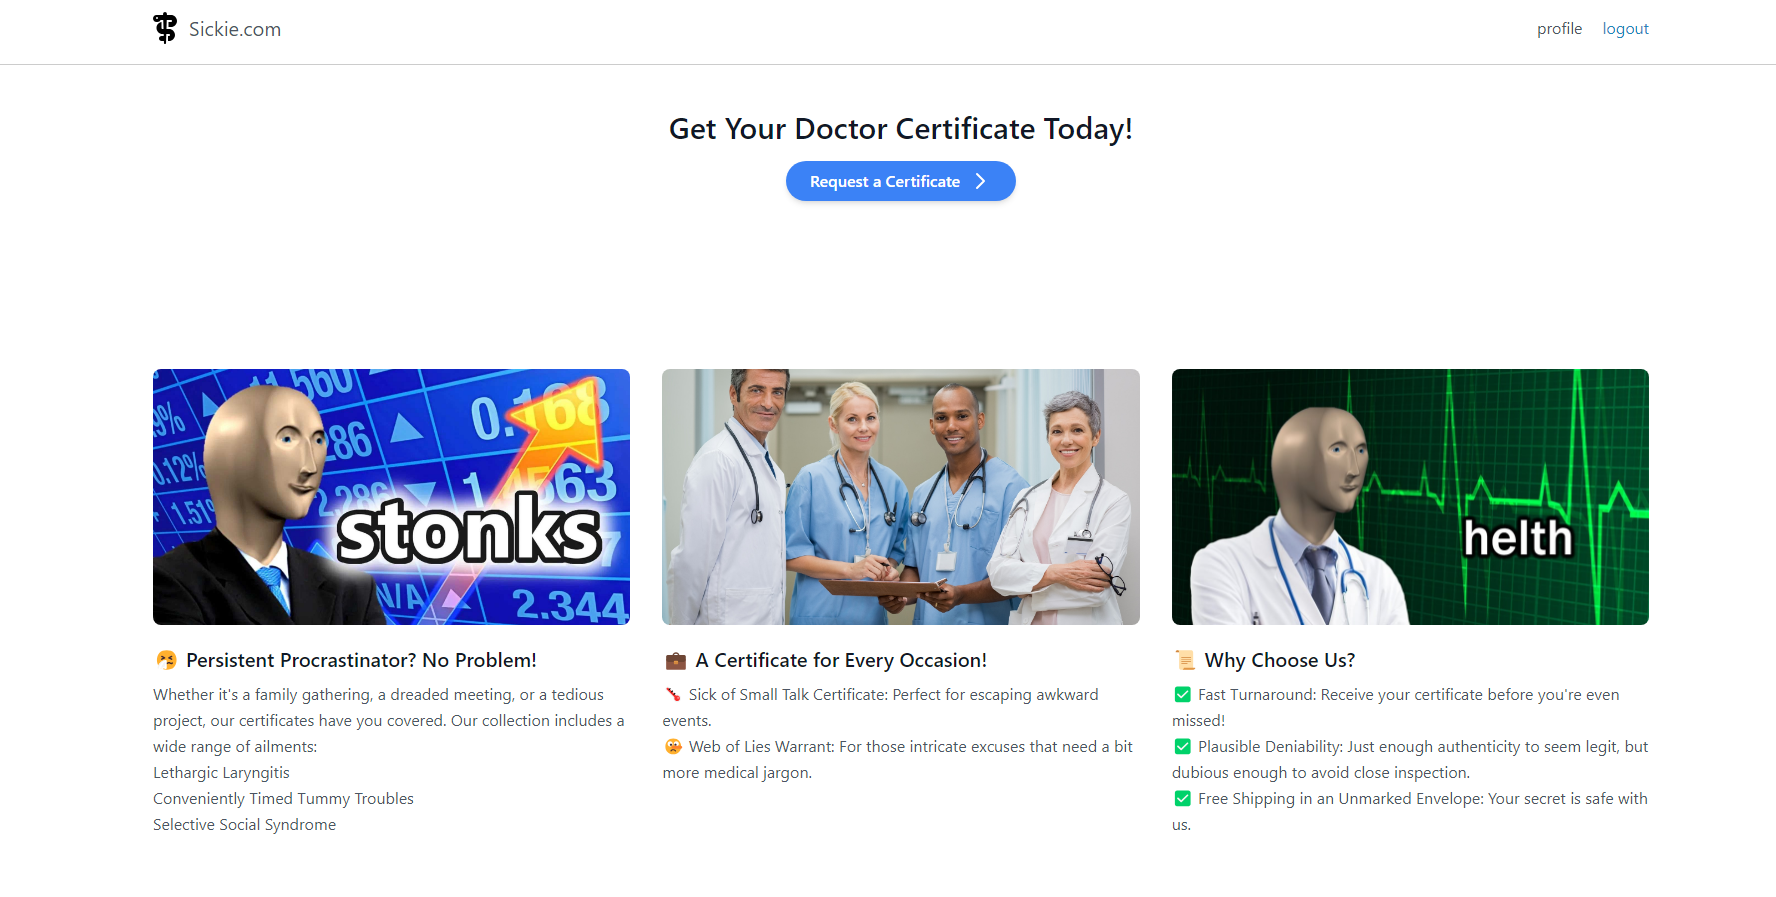 Sickie.com
profile logout
Get Your Doctor Certificate Today!
Request a Certificate
11.560
0.168
9%
86
0.12%
2.286
1.51
563
stonks
N/A
2.344
helth
🤧 Persistent Procrastinator? No Problem!
Whether it's a family gathering, a dreaded meeting, or a tedious
project, our certificates have you covered. Our collection includes a
wide range of ailments:
Lethargic Laryngitis
Conveniently Timed Tummy Troubles
Selective Social Syndrome
💼 A Certificate for Every Occasion!
Sick of Small Talk Certificate: Perfect for escaping awkward
events.
Web of Lies Warrant: For those intricate excuses that need a bit
more medical jargon.
📜 Why Choose Us?
✅ Fast Turnaround: Receive your certificate before you're even
missed!
✅ Plausible Deniability: Just enough authenticity to seem legit, but
dubious enough to avoid close inspection.
✅ Free Shipping in an Unmarked Envelope: Your secret is safe with
us.